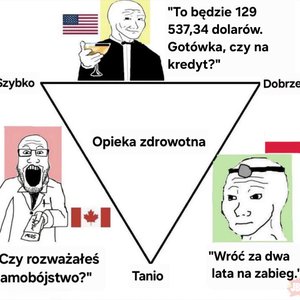 "To będzie 129
537,34 dolarów.
Gotówka, czy na
kredyt?"
Szybko
Dobrze
Opieka zdrowotna
"Czy rozważałeś
samobójstwo?"
"Wróć za dwa
lata na zabieg."
Tanio